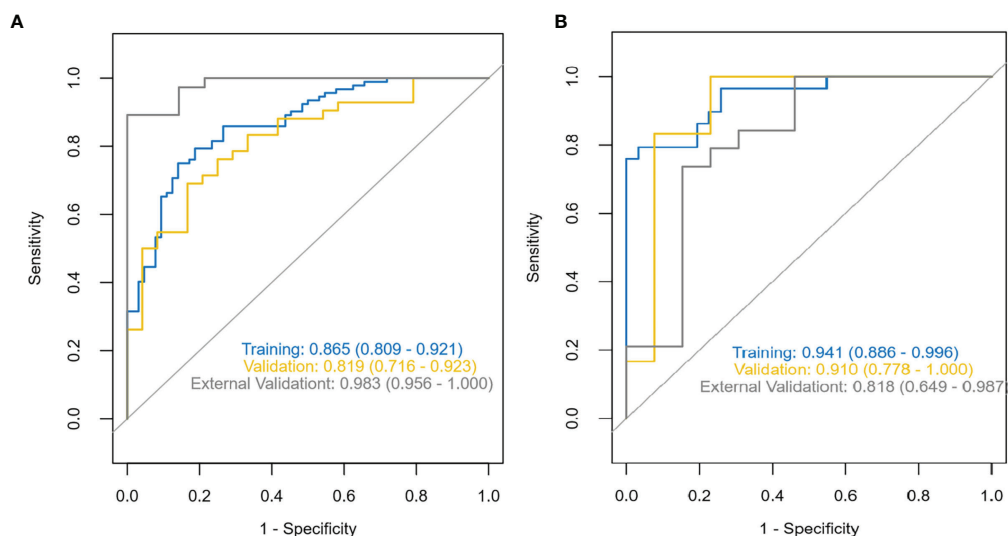 A
Sensitivity
1.0
0.8
0.6
0.4
0.2
0.0
Training: 0.865 (0.809 - 0.921)
Validation: 0.819 (0.716 - 0.923)
External Validationt: 0.983 (0.956 - 1.000)
0.0 0.2 0.4 0.6 0.8 1.0
1 - Specificity
B
Sensitivity
1.0
0.8
0.6
0.4
0.2
0.0
Training: 0.941 (0.886 - 0.996)
Validation: 0.910 (0.778 - 1.000)
External Validationt: 0.818 (0.649 - 0.987)
0.0 0.2 0.4 0.6 0.8 1.0
1 - Specificity